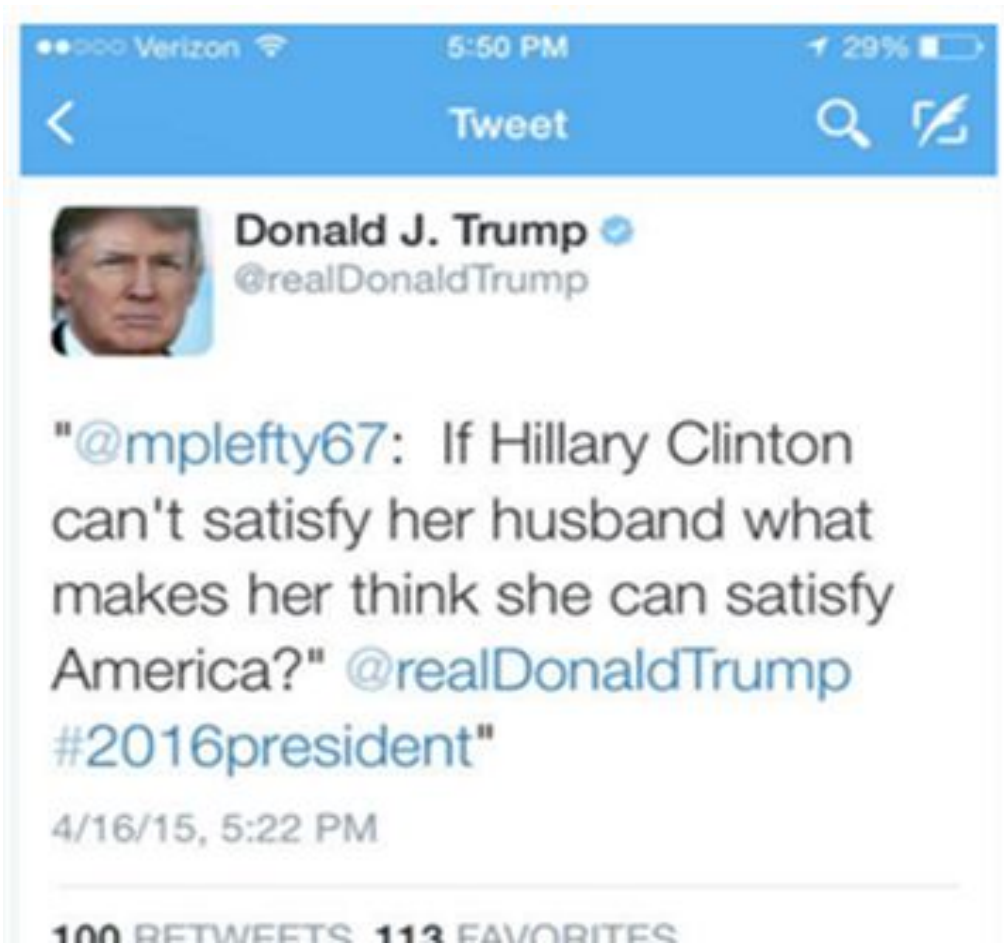 Verizon 5:50 PM 29%
Tweet
Donald J. Trump
@realDonaldTrump
"@mplefty67: If Hillary Clinton
can't satisfy her husband what
makes her think she can satisfy
America?" @realDonaldTrump
#2016president"
4/16/15, 5:22 PM
100 RETWEETS 113 FAVORITES